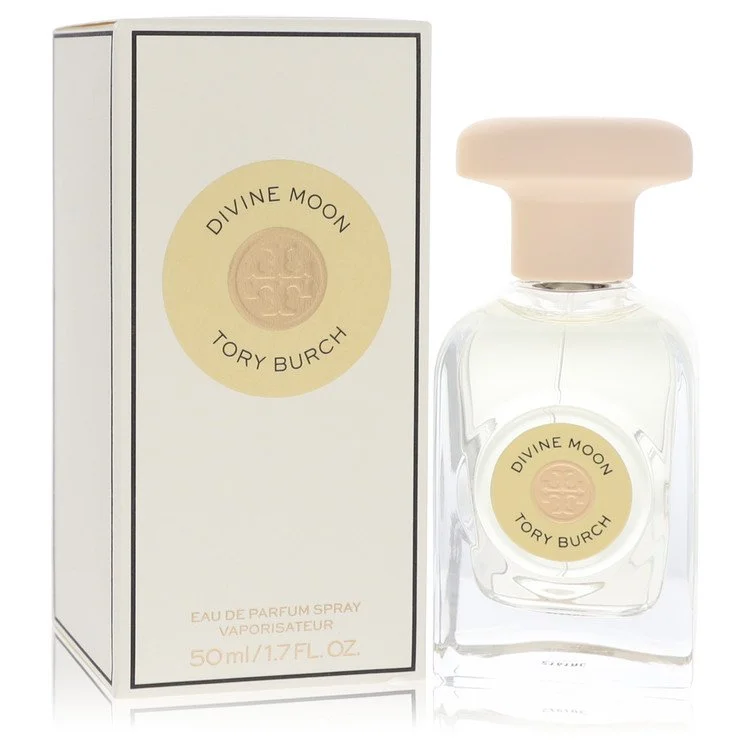 DIVINE MOON
TORY BURCH
EAU DE PARFUM SPRAY
VAPORISATEUR
50 ml/1.7 FL. OZ.
DIVINE MOON
TORY BURCH